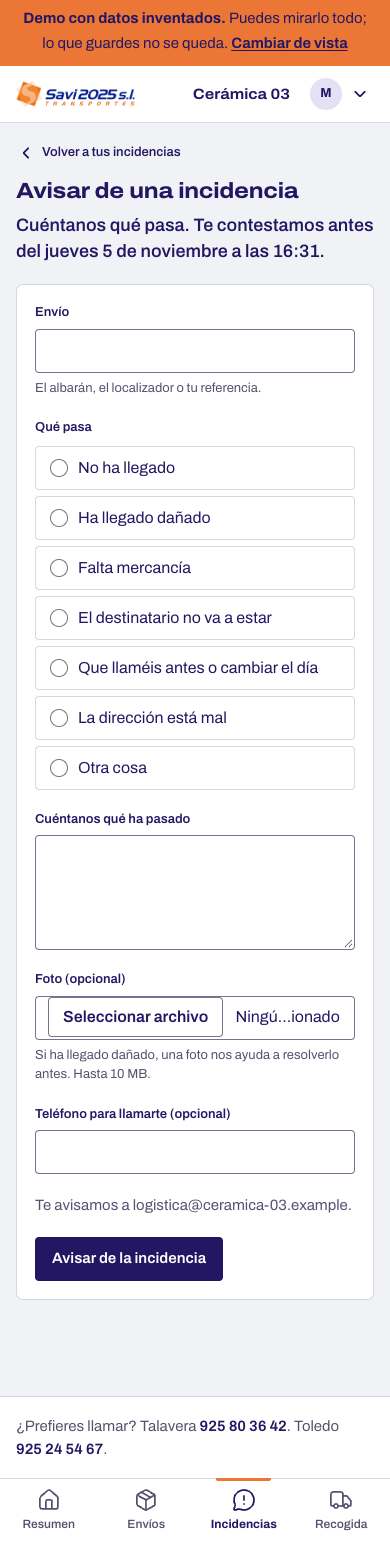 Demo con datos inventados. Puedes mirarlo todo;
lo que guardes no se queda. Cambiar de vista
Savi 2025 s.l.
TRANSPORTES
Cerámica 03
M
Volver a tus incidencias
Avisar de una incidencia
Cuéntanos qué pasa. Te contestamos antes
del jueves 5 de noviembre a las 16:31.
Envío
El albarán, el localizador o tu referencia.
Qué pasa
No ha llegado
Ha llegado dañado
Falta mercancía
El destinatario no va a estar
Que llaméis antes o cambiar el día
La dirección está mal
Otra cosa
Cuéntanos qué ha pasado
Foto (opcional)
Seleccionar archivo Ningú...ionado
Si ha llegado dañado, una foto nos ayuda a resolverlo
antes. Hasta 10 MB.
Teléfono para llamarte (opcional)
Te avisamos a logistica@ceramica-03.example.
Avisar de la incidencia
¿Prefieres llamar? Talavera 925 80 36 42. Toledo
925 24 54 67.
Resumen Envíos Incidencias Recogida